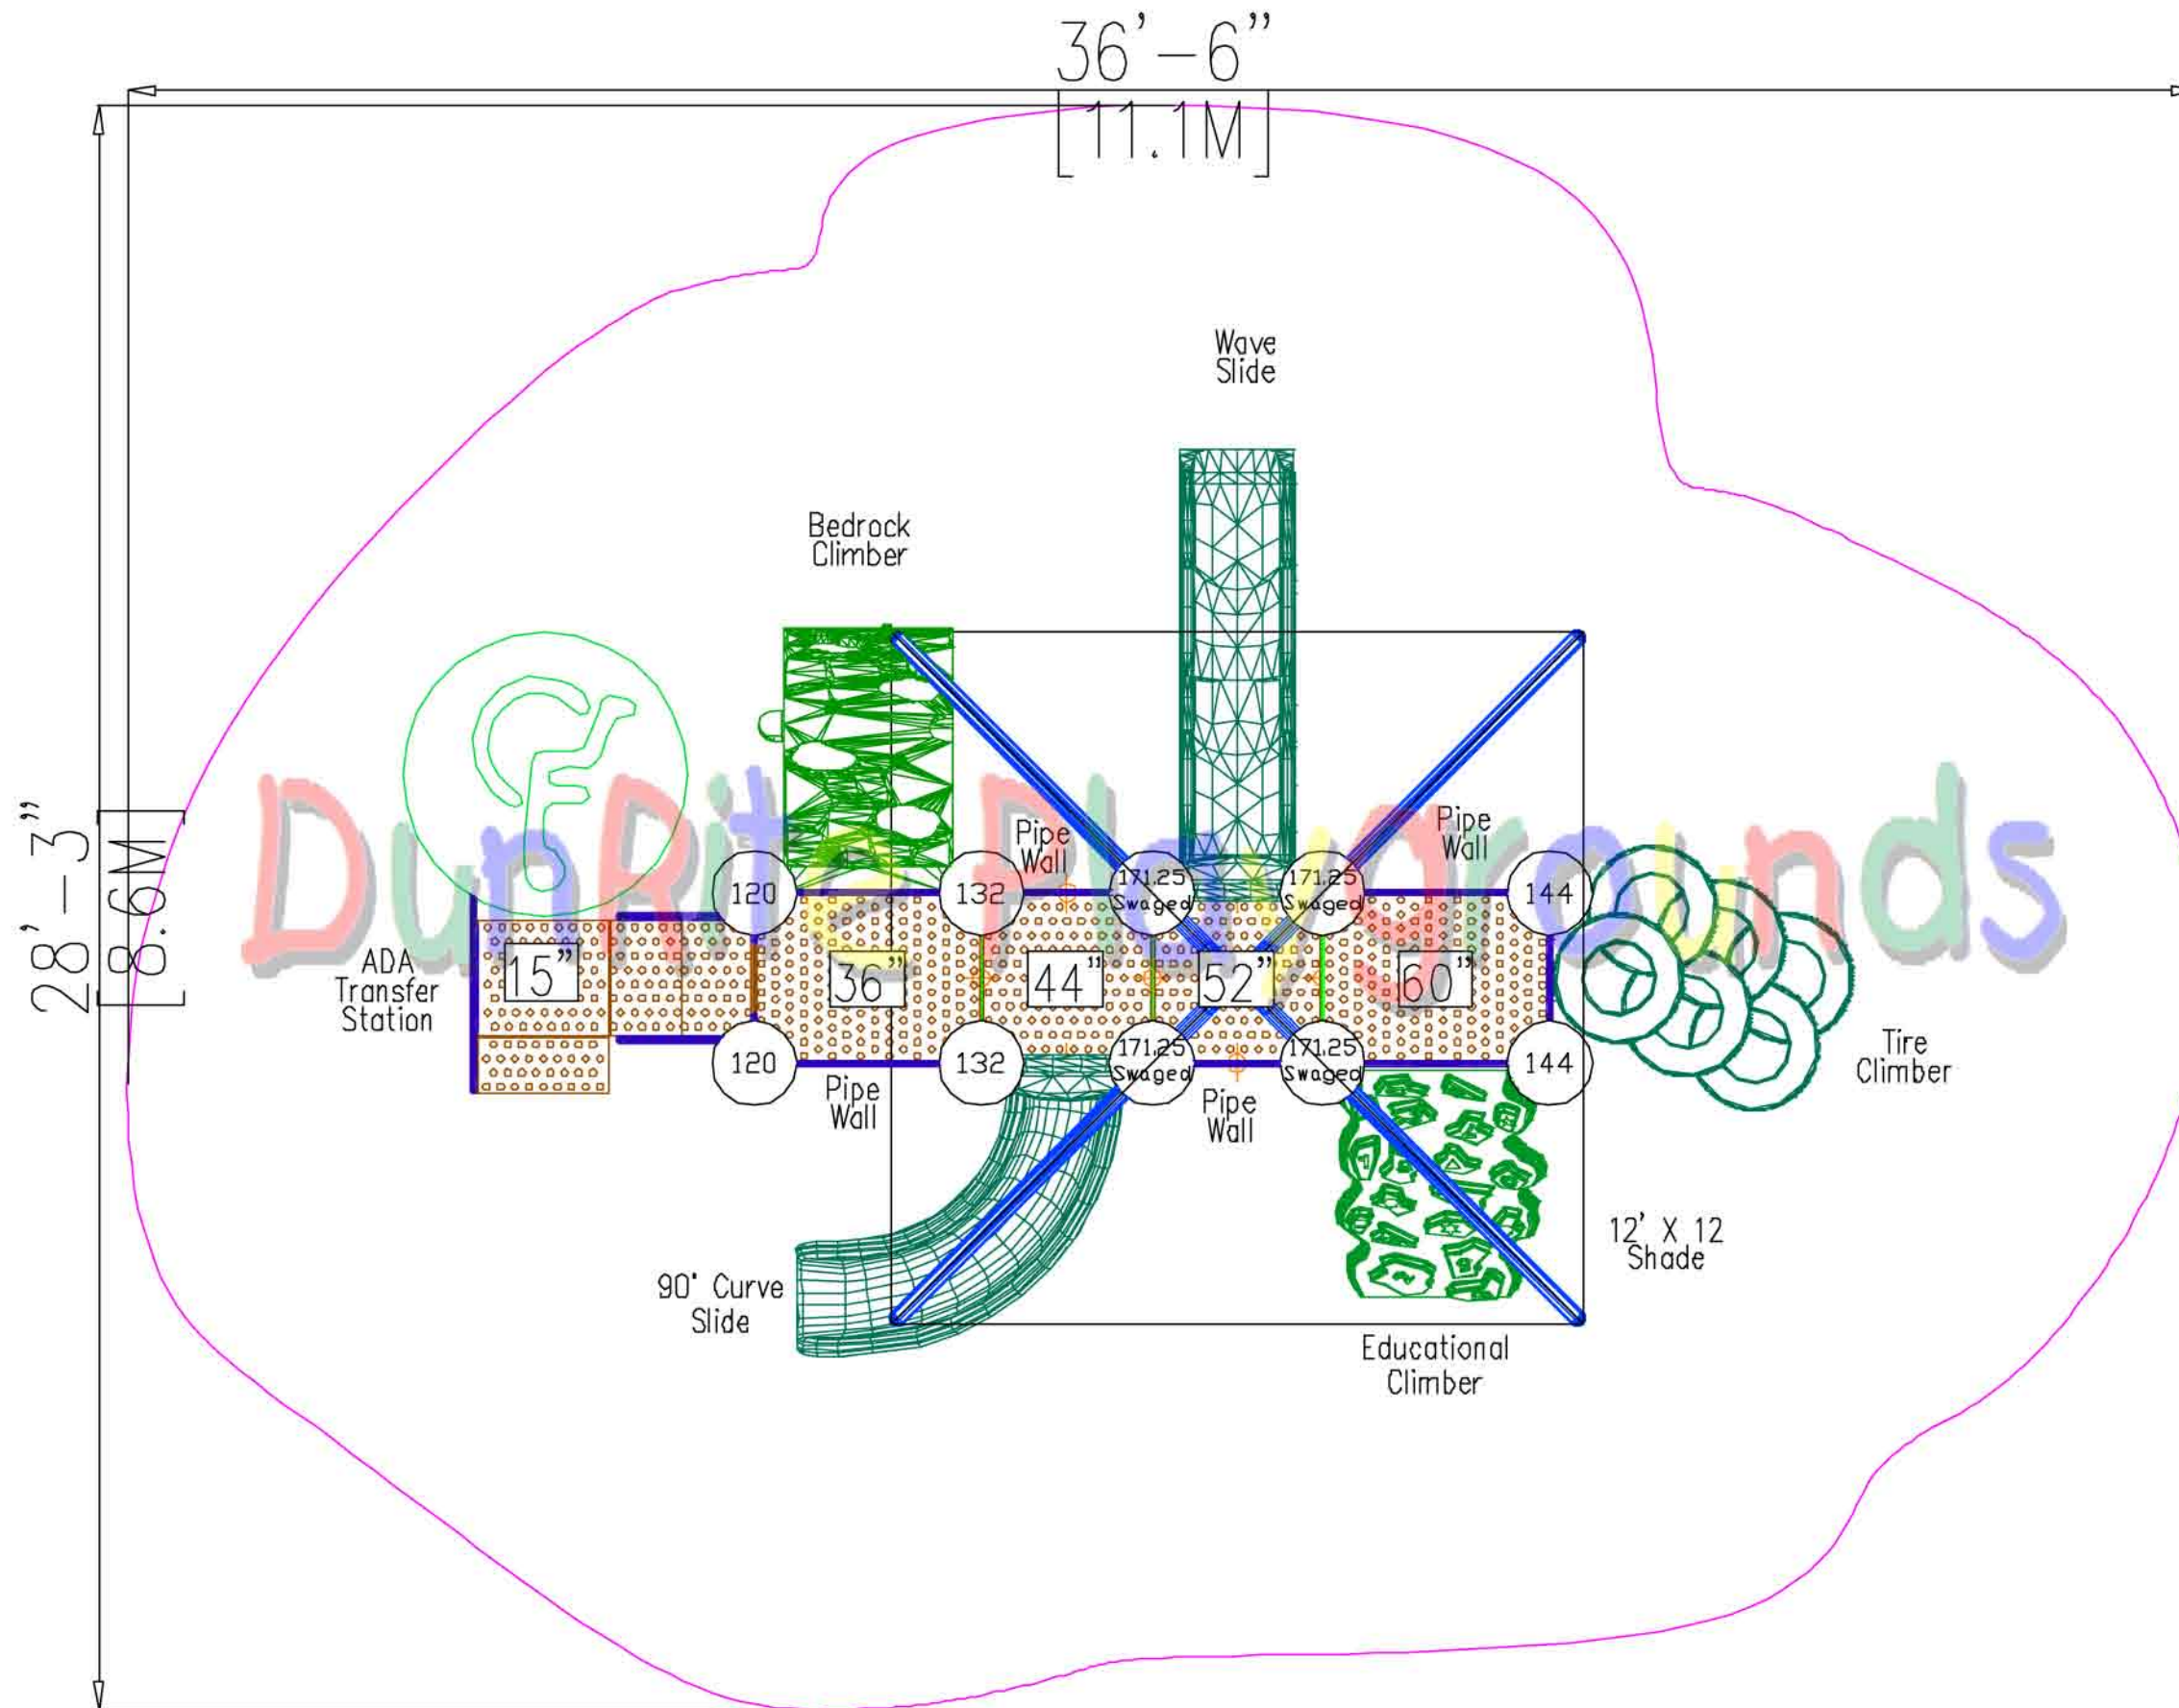 36'-6"
[11.1M]
Wave
Slide
Bedrock
Climber
28'-3"
[8.6M]
DunRite Playgrounds
Pipe
Wall
Pipe
Wall
120
132
171.25
Swaged
171.25
Swaged
144
ADA
Transfer
Station
15"
36"
44"
52"
60"
Tire
Climber
120
132
171.25
Swaged
171.25
Swaged
144
Pipe
Wall
Pipe
Wall
90° Curve
Slide
12' X 12
Shade
Educational
Climber